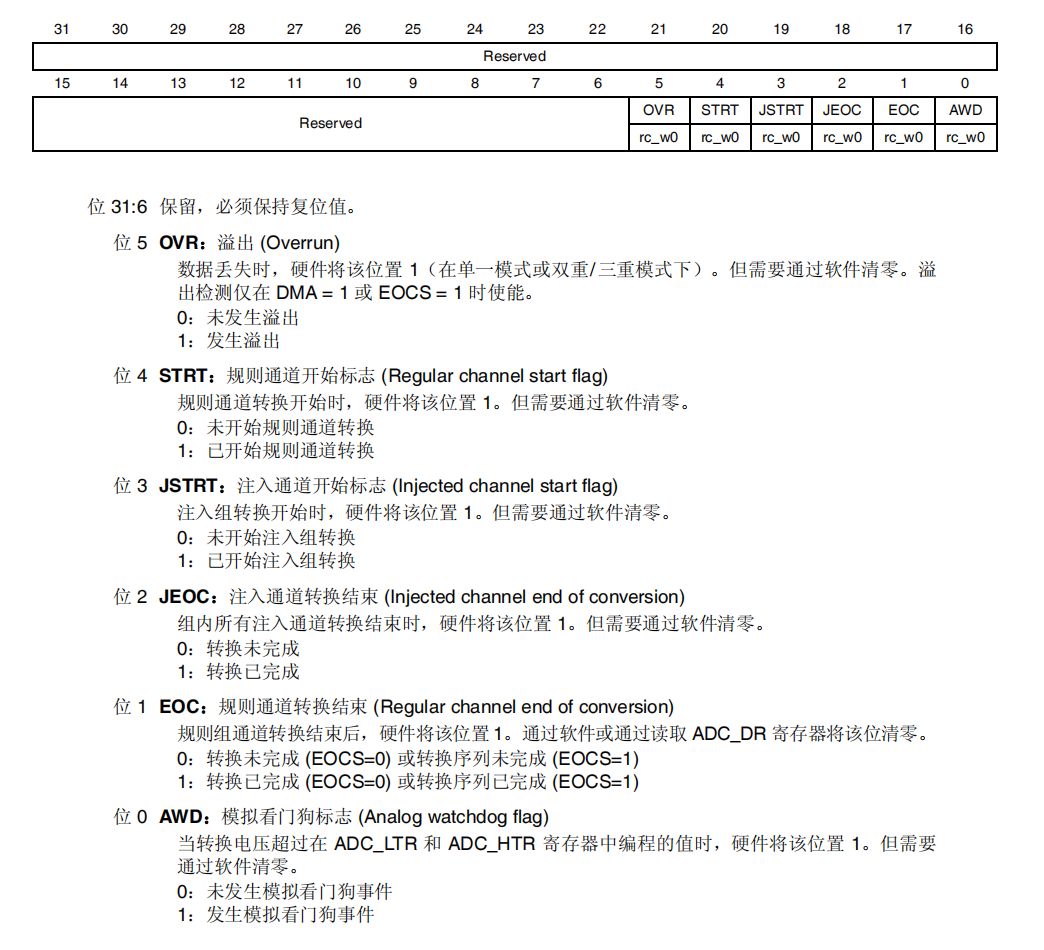 31 30 29 28 27 26 25 24 23 22 21 20 19 18 17 16
Reserved
15 14 13 12 11 10 9 8 7 6 5 4 3 2 1 0
Reserved OVR STRT JSTRT JEOC EOC AWD
rc_w0 rc_w0 rc_w0 rc_w0 rc_w0 rc_w0
位 31:6 保留，必须保持复位值。
位 5 OVR：溢出 (Overrun)
数据丢失时，硬件将该位置 1（在单一模式或双重/三重模式下）。但需要通过软件清零。溢
出检测仅在 DMA = 1 或 EOCS = 1 时使能。
0：未发生溢出
1：发生溢出
位 4 STRT：规则通道开始标志 (Regular channel start flag)
规则通道转换开始时，硬件将该位置 1。但需要通过软件清零。
0：未开始规则通道转换
1：已开始规则通道转换
位 3 JSTRT：注入通道开始标志 (Injected channel start flag)
注入组转换开始时，硬件将该位置 1。但需要通过软件清零。
0：未开始注入组转换
1：已开始注入组转换
位 2 JEOC：注入通道转换结束 (Injected channel end of conversion)
组内所有注入通道转换结束时，硬件将该位置 1。但需要通过软件清零。
0：转换未完成
1：转换已完成
位 1 EOC：规则通道转换结束 (Regular channel end of conversion)
规则组通道转换结束后，硬件将该位置 1。通过软件或通过读取 ADC_DR 寄存器将该位清零。
0：转换未完成 (EOCS=0) 或转换序列未完成 (EOCS=1)
1：转换已完成 (EOCS=0) 或转换序列已完成 (EOCS=1)
位 0 AWD：模拟看门狗标志 (Analog watchdog flag)
当转换电压超过在 ADC_LTR 和 ADC_HTR 寄存器中编程的值时，硬件将该位置 1。但需要
通过软件清零。
0：未发生模拟看门狗事件
1：发生模拟看门狗事件